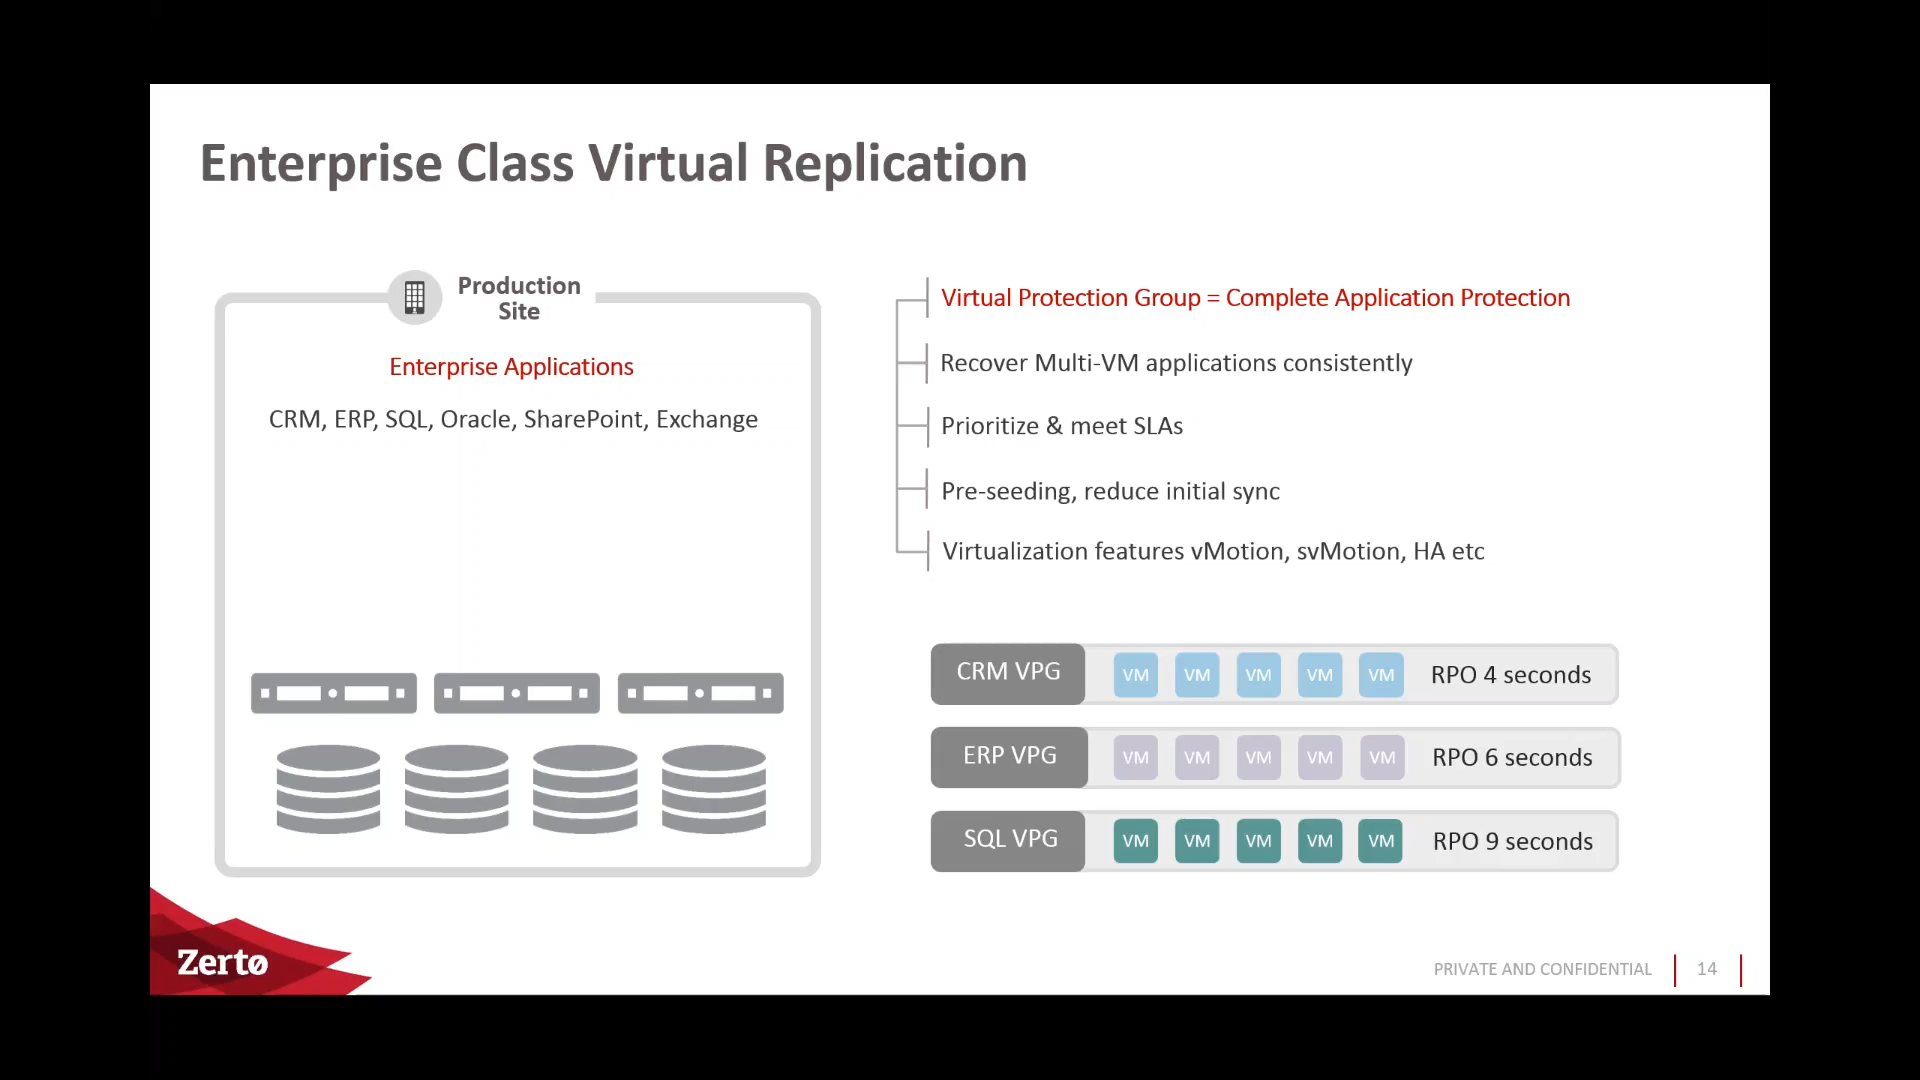 Enterprise Class Virtual Replication
Production
Site
Enterprise Applications
CRM, ERP, SQL, Oracle, SharePoint, Exchange
Virtual Protection Group = Complete Application Protection
Recover Multi-VM applications consistently
Prioritize & meet SLAs
Pre-seeding, reduce initial sync
Virtualization features vMotion, svMotion, HA etc
CRM VPG VM VM VM VM VM RPO 4 seconds
ERP VPG VM VM VM VM VM RPO 6 seconds
SQL VPG VM VM VM VM VM RPO 9 seconds
Zerto
PRIVATE AND CONFIDENTIAL 14